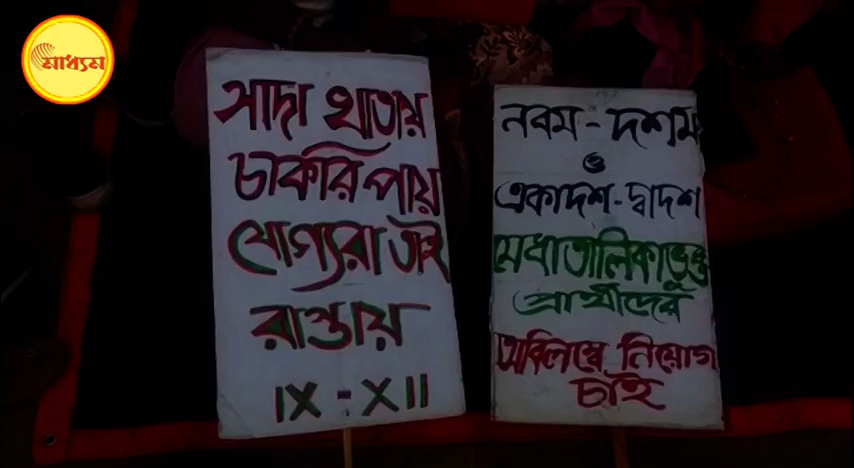 মাধ্যম
সাদা খাতায়
চাকরি পায়
যোগ্যরা তাই
রাস্তায়
IX - XII
নবম - দশম
ও
একাদশ - দ্বাদশ
মেধাতালিকাভুক্ত
প্রার্থীদের
অবিলম্বে নিয়োগ
চাই